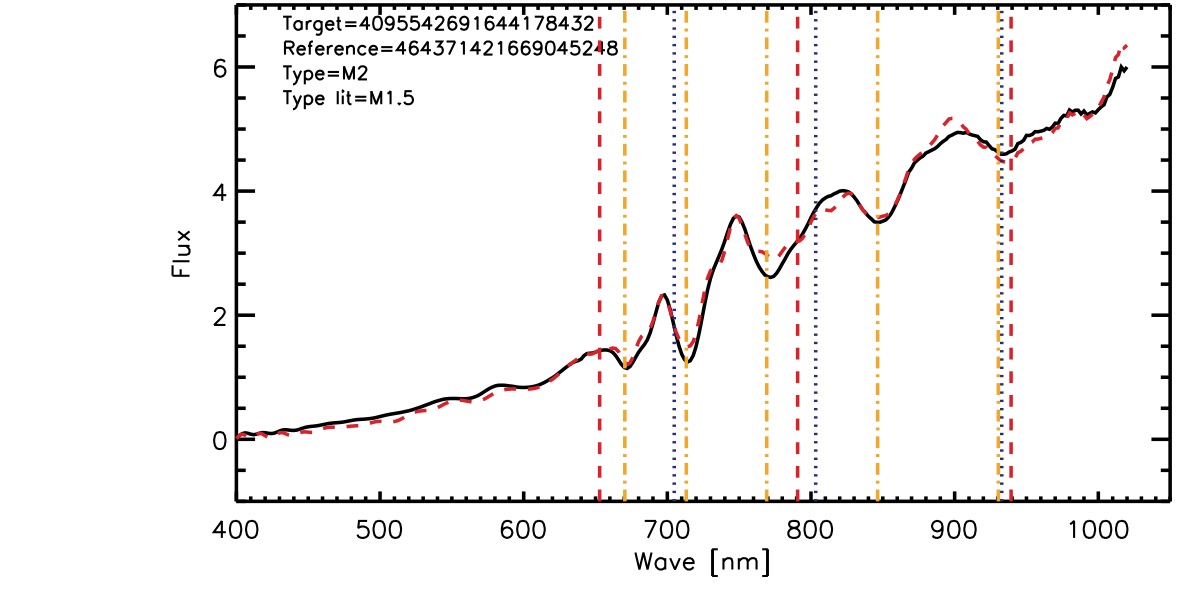 Target=4095542691644178432
Reference=4643714216669045248
Type=M2
Type lit=M1.5
6
4
2
0
Flux
400 500 600 700 800 900 1000
Wave [nm]